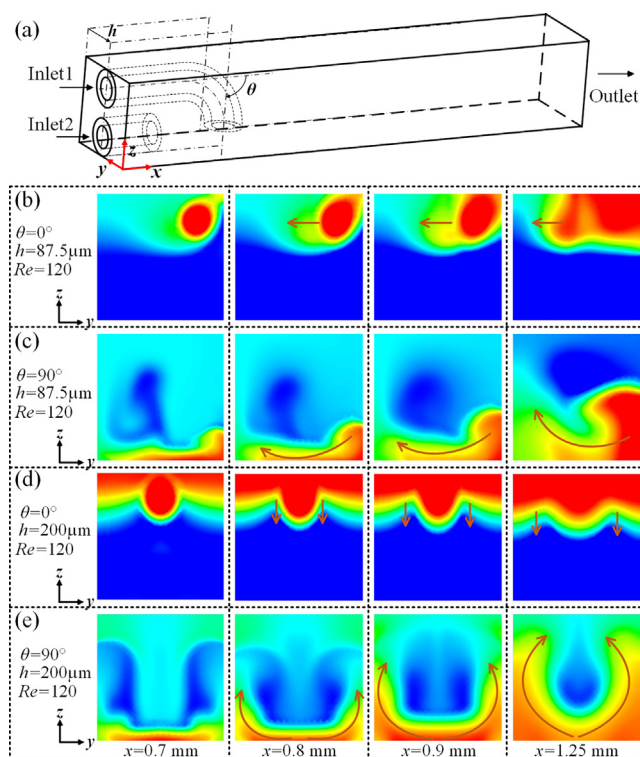 (a)
h
Inlet1
θ
Outlet
Inlet2
z
y
x
(b)
θ=0°
h=87.5μm
Re=120
z
y
(c)
θ=90°
h=87.5μm
Re=120
z
y
(d)
θ=0°
h=200μm
Re=120
z
y
(e)
θ=90°
h=200μm
Re=120
z
y
x=0.7 mm
x=0.8 mm
x=0.9 mm
x=1.25 mm